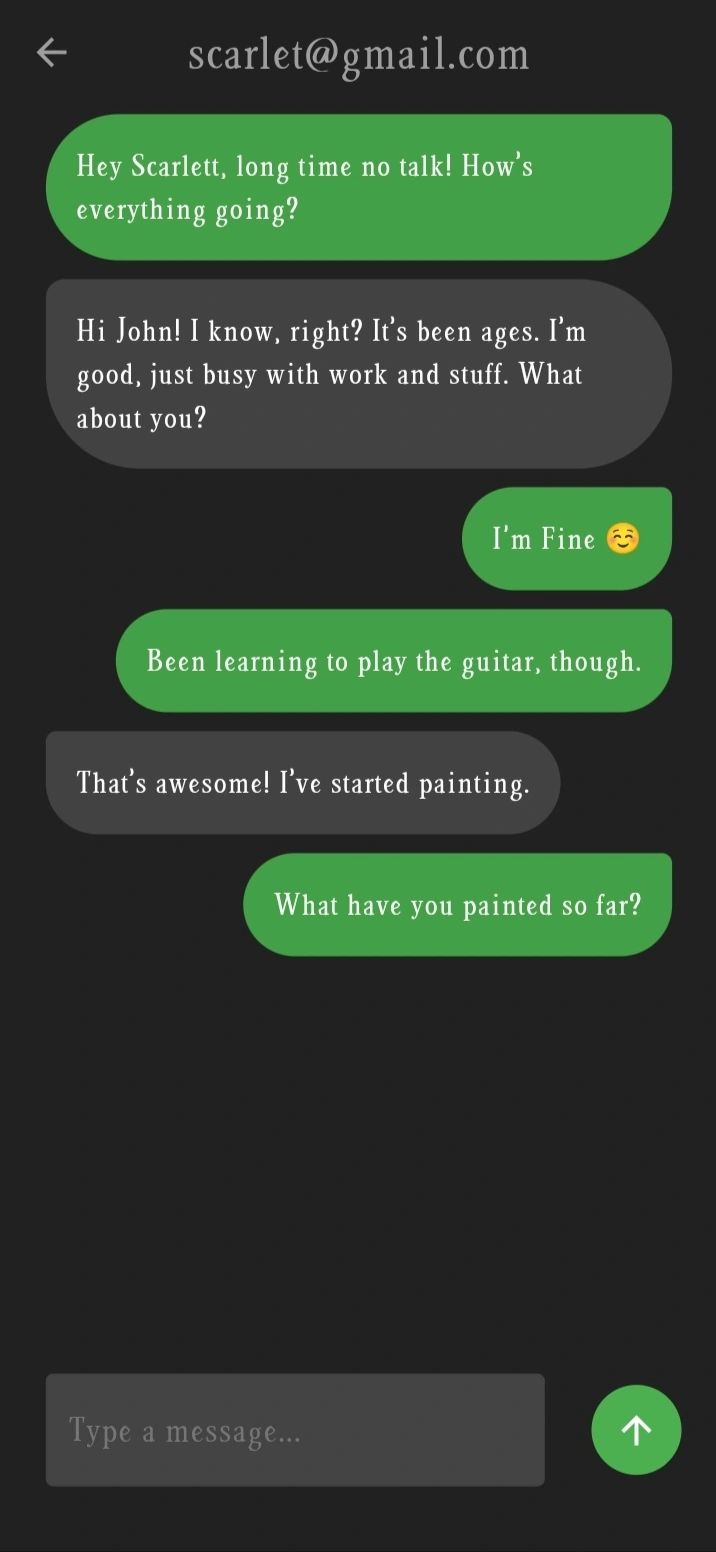 scarlet@gmail.com
Hey Scarlett, long time no talk! How's
everything going?
Hi John! I know, right? It's been ages. I'm
good, just busy with work and stuff. What
about you?
I'm Fine ☺️
Been learning to play the guitar, though.
That's awesome! I've started painting.
What have you painted so far?
Type a message...